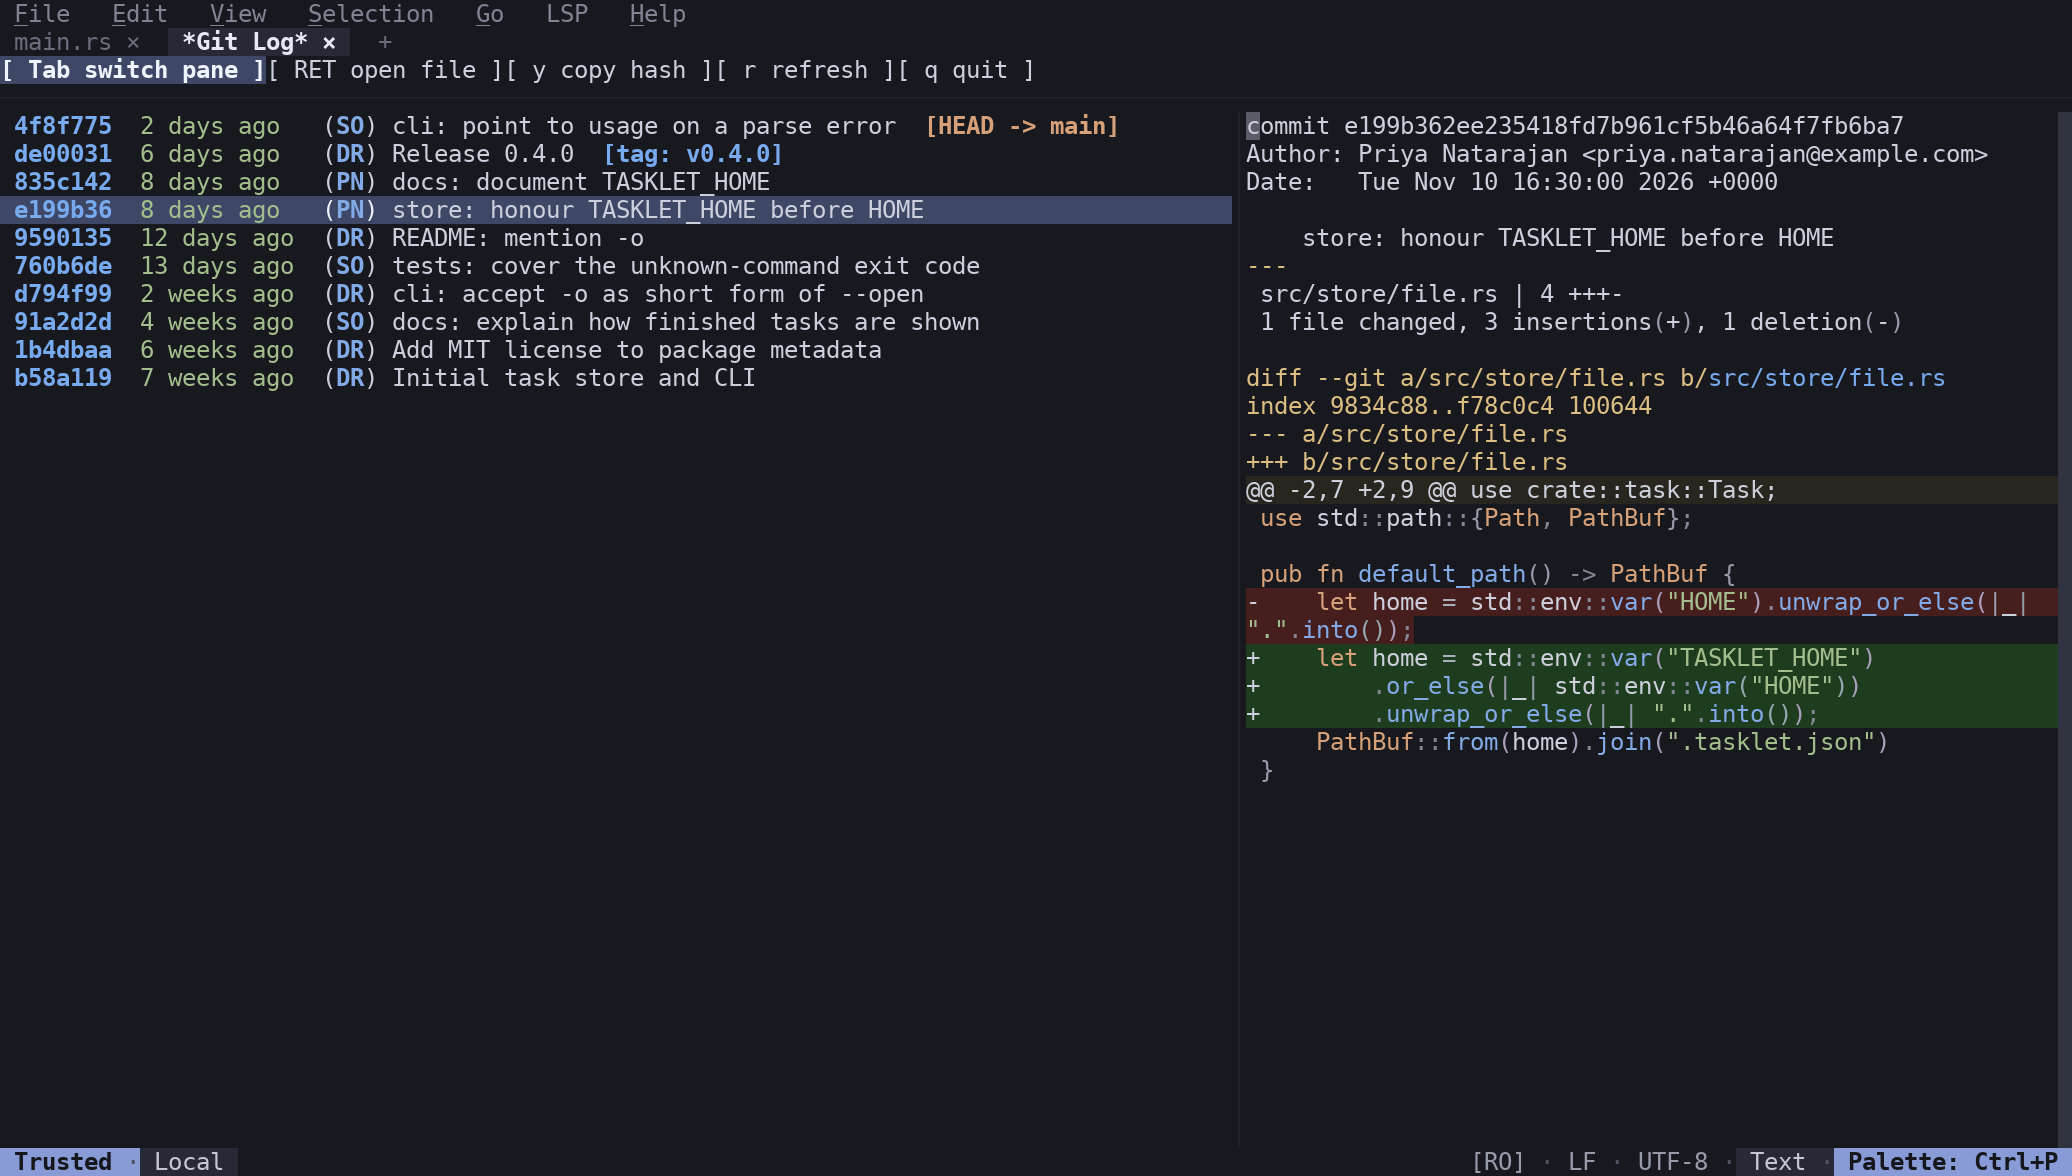 File   Edit   View   Selection   Go   LSP   Help
main.rs ×   *Git Log* ×   +
[ Tab switch pane ][ RET open file ][ y copy hash ][ r refresh ][ q quit ]
4f8f775  2 days ago   (SO) cli: point to usage on a parse error  [HEAD -> main]
de00031  6 days ago   (DR) Release 0.4.0  [tag: v0.4.0]
835c142  8 days ago   (PN) docs: document TASKLET_HOME
e199b36  8 days ago   (PN) store: honour TASKLET_HOME before HOME
9590135  12 days ago  (DR) README: mention -o
760b6de  13 days ago  (SO) tests: cover the unknown-command exit code
d794f99  2 weeks ago  (DR) cli: accept -o as short form of --open
91a2d2d  4 weeks ago  (SO) docs: explain how finished tasks are shown
1b4dbaa  6 weeks ago  (DR) Add MIT license to package metadata
b58a119  7 weeks ago  (DR) Initial task store and CLI
commit e199b362ee235418fd7b961cf5b46a64f7fb6ba7
Author: Priya Natarajan <priya.natarajan@example.com>
Date:   Tue Nov 10 16:30:00 2026 +0000
    store: honour TASKLET_HOME before HOME
---
 src/store/file.rs | 4 +++-
 1 file changed, 3 insertions(+), 1 deletion(-)
diff --git a/src/store/file.rs b/src/store/file.rs
index 9834c88..f78c0c4 100644
--- a/src/store/file.rs
+++ b/src/store/file.rs
@@ -2,7 +2,9 @@ use crate::task::Task;
 use std::path::{Path, PathBuf};
 pub fn default_path() -> PathBuf {
-    let home = std::env::var("HOME").unwrap_or_else(|_|
".".into());
+    let home = std::env::var("TASKLET_HOME")
+        .or_else(|_| std::env::var("HOME"))
+        .unwrap_or_else(|_| ".".into());
     PathBuf::from(home).join(".tasklet.json")
 }
Trusted · Local   [RO] · LF · UTF-8 · Text · Palette: Ctrl+P